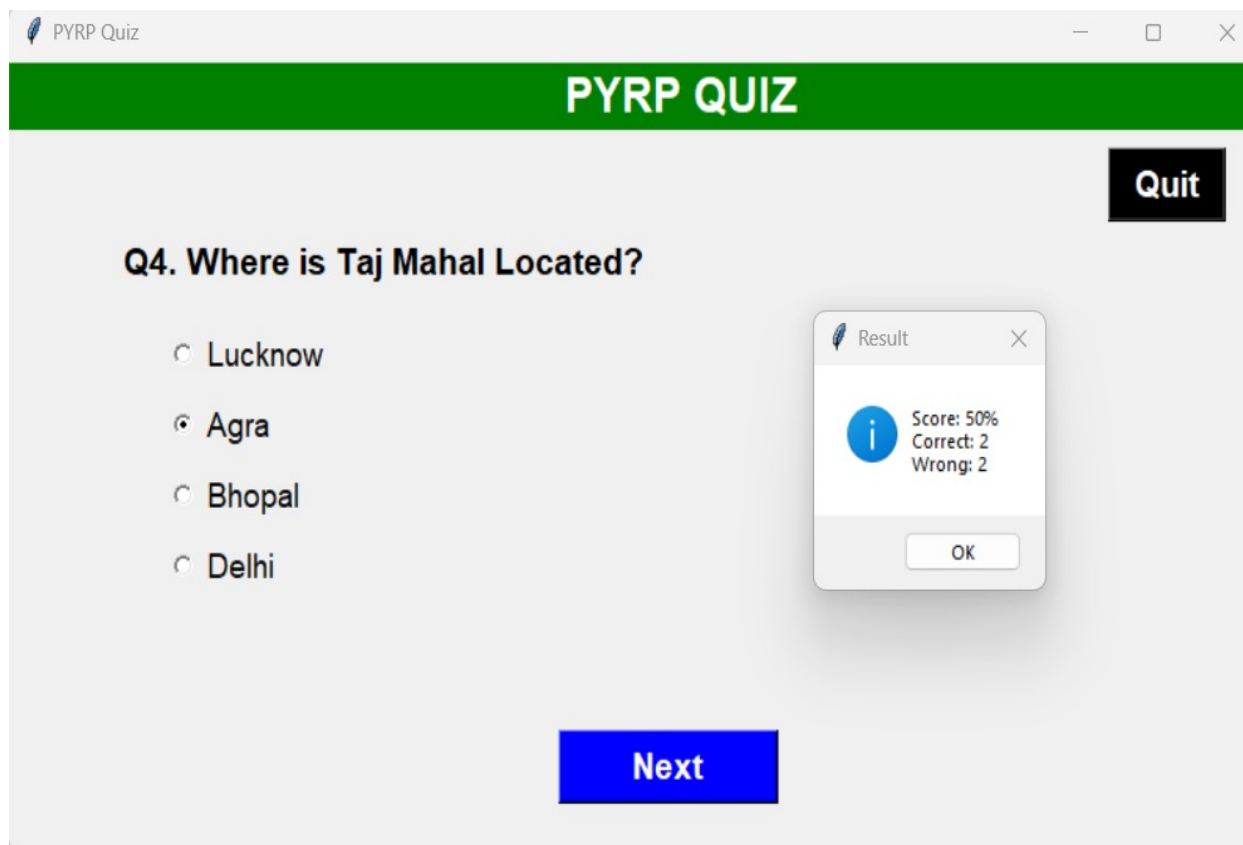 PYRP Quiz
PYRP QUIZ
Quit
Q4. Where is Taj Mahal Located?
Lucknow
Agra
Bhopal
Delhi
Result
Score: 50%
Correct: 2
Wrong: 2
OK
Next